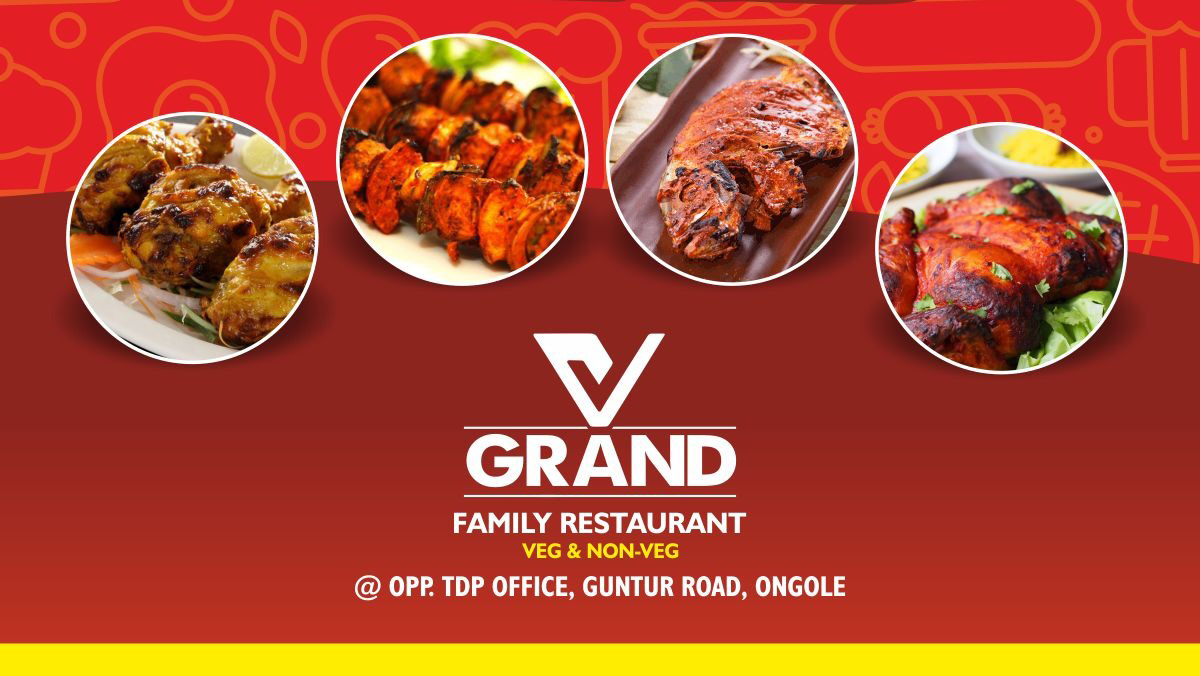 V
GRAND
FAMILY RESTAURANT
VEG & NON-VEG
@ OPP. TDP OFFICE, GUNTUR ROAD, ONGOLE